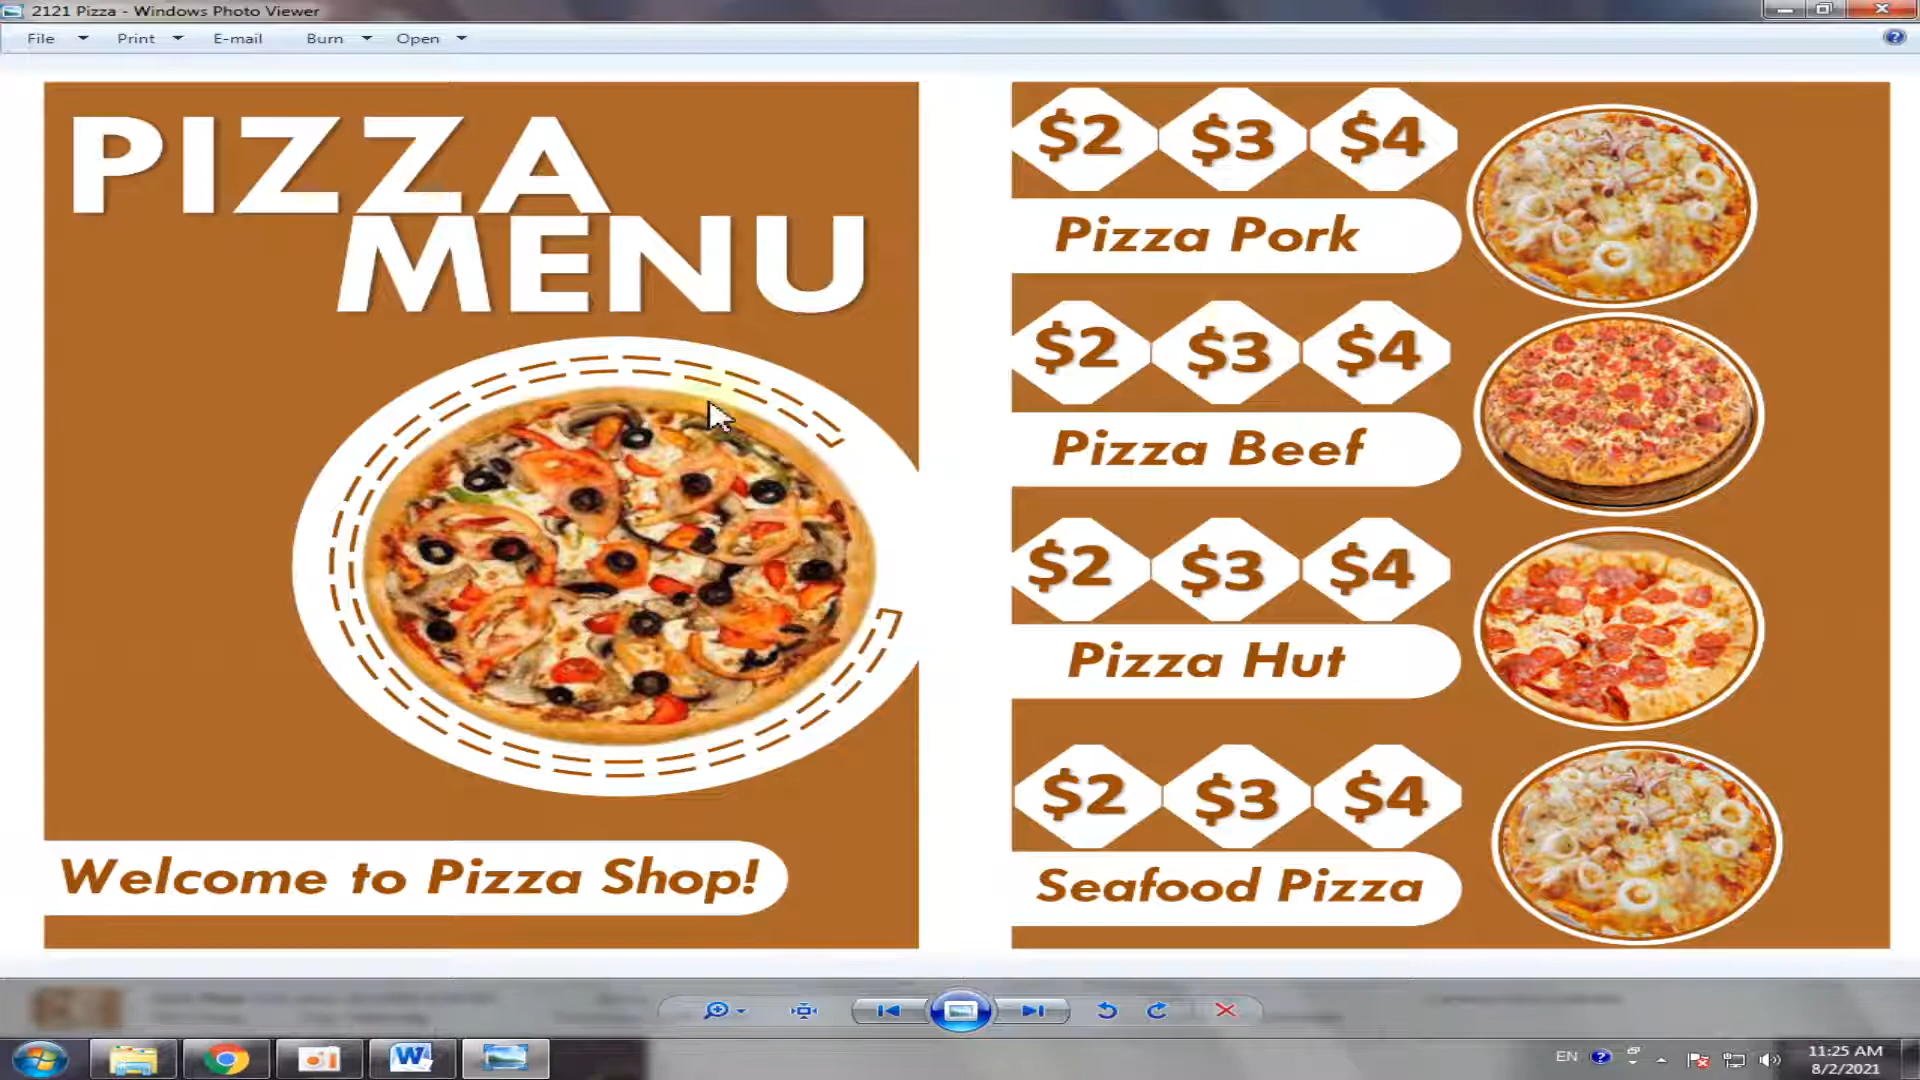 2121 Pizza - Windows Photo Viewer
File Print E-mail Burn Open
PIZZA
MENU
Welcome to Pizza Shop!
$2 $3 $4
Pizza Pork
$2 $3 $4
Pizza Beef
$2 $3 $4
Pizza Hut
$2 $3 $4
Seafood Pizza
EN
11:25 AM
8/2/2021